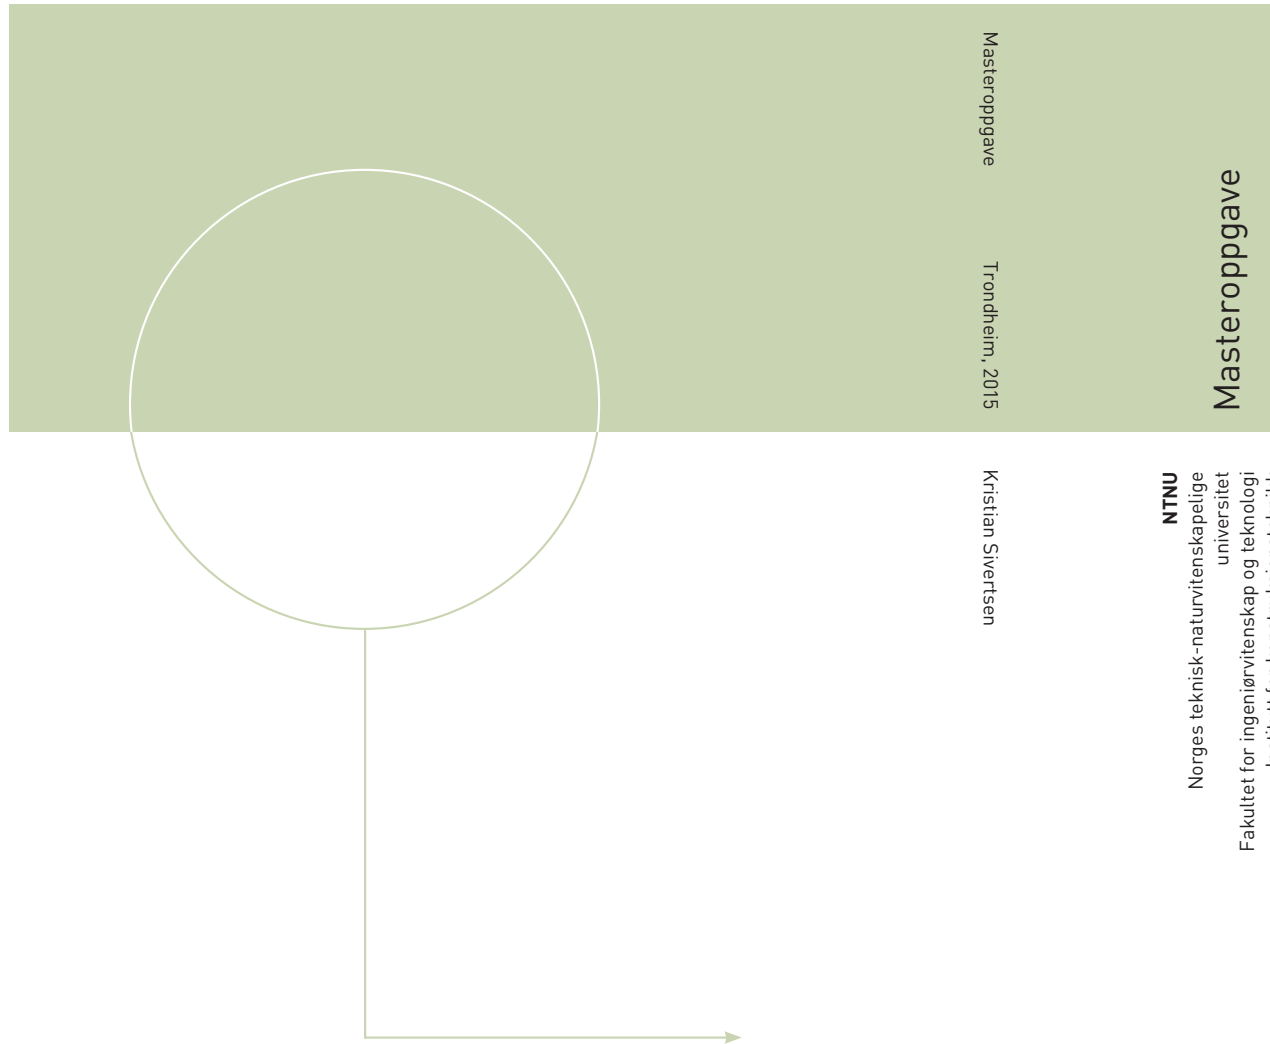 Masteroppgave
Trondheim, 2015
Kristian Sivertsen
Masteroppgave
NTNU
Norges teknisk-naturvitenskapelige
universitet
Fakultet for ingeniørvitenskap og teknologi